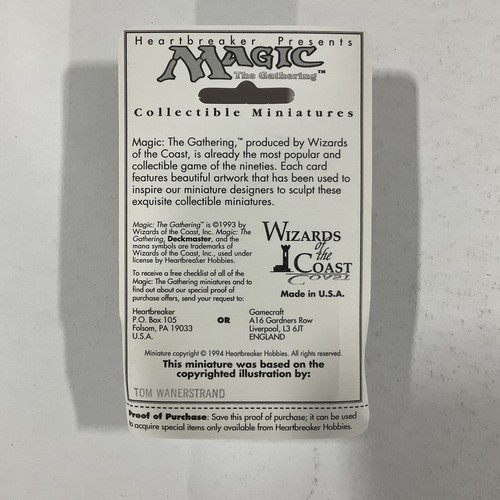 Heartbreaker Presents
MAGIC
The Gathering™
Collectible Miniatures
Magic: The Gathering,™ produced by Wizards
of the Coast, is already the most popular and
collectible game of the nineties. Each card
features beautiful artwork that has been used to
inspire our miniature designers to sculpt these
exquisite collectible miniatures.
Magic: The Gathering™ is ©1993 by
Wizards of the Coast, Inc. Magic: The
Gathering, Deckmaster, and the
mana symbols are trademarks of
Wizards of the Coast, Inc., used under
license by Heartbreaker Hobbies.
WIZARDS
of the
COAST
Made in U.S.A.
To receive a free checklist of all of the
Magic: The Gathering miniatures and to
find out about our special proof of
purchase offers, send your request to:
Heartbreaker
P.O. Box 105
Folsom, PA 19033
U.S.A.
OR
Gamecraft
A16 Gardners Row
Liverpool, L3 6JT
ENGLAND
Miniature copyright © 1994 Heartbreaker Hobbies. All rights reserved.
This miniature was based on the
copyrighted illustration by:
TOM WANERSTRAND
Proof of Purchase: Save this proof of purchase; it can be used
to acquire special items only available from Heartbreaker Hobbies.